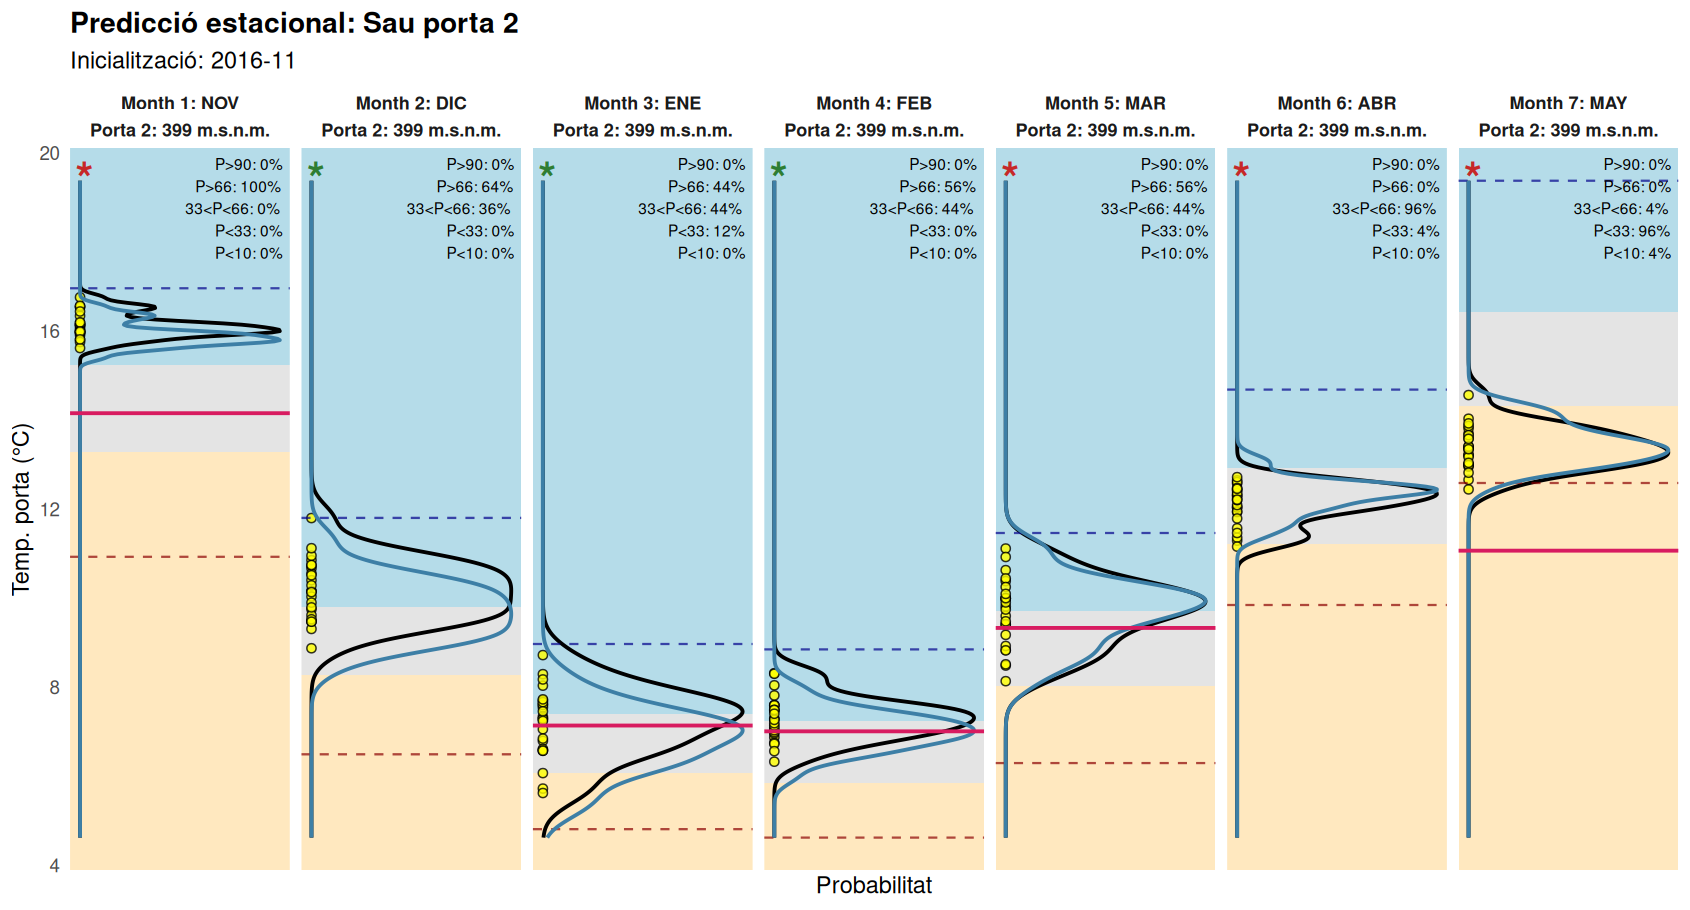 Predicció estacional: Sau porta 2
Inicialització: 2016-11
Month 1: NOV
Porta 2: 399 m.s.n.m.
Month 2: DIC
Porta 2: 399 m.s.n.m.
Month 3: ENE
Porta 2: 399 m.s.n.m.
Month 4: FEB
Porta 2: 399 m.s.n.m.
Month 5: MAR
Porta 2: 399 m.s.n.m.
Month 6: ABR
Porta 2: 399 m.s.n.m.
Month 7: MAY
Porta 2: 399 m.s.n.m.
Temp. porta (°C)
20
16
12
8
4
*
P>90: 0%
P>66: 100%
33<P<66: 0%
P<33: 0%
P<10: 0%
*
P>90: 0%
P>66: 64%
33<P<66: 36%
P<33: 0%
P<10: 0%
*
P>90: 0%
P>66: 44%
33<P<66: 44%
P<33: 12%
P<10: 0%
*
P>90: 0%
P>66: 56%
33<P<66: 44%
P<33: 0%
P<10: 0%
*
P>90: 0%
P>66: 56%
33<P<66: 44%
P<33: 0%
P<10: 0%
*
P>90: 0%
P>66: 0%
33<P<66: 96%
P<33: 4%
P<10: 0%
*
P>90: 0%
P>66: 0%
33<P<66: 4%
P<33: 96%
P<10: 4%
Probabilitat